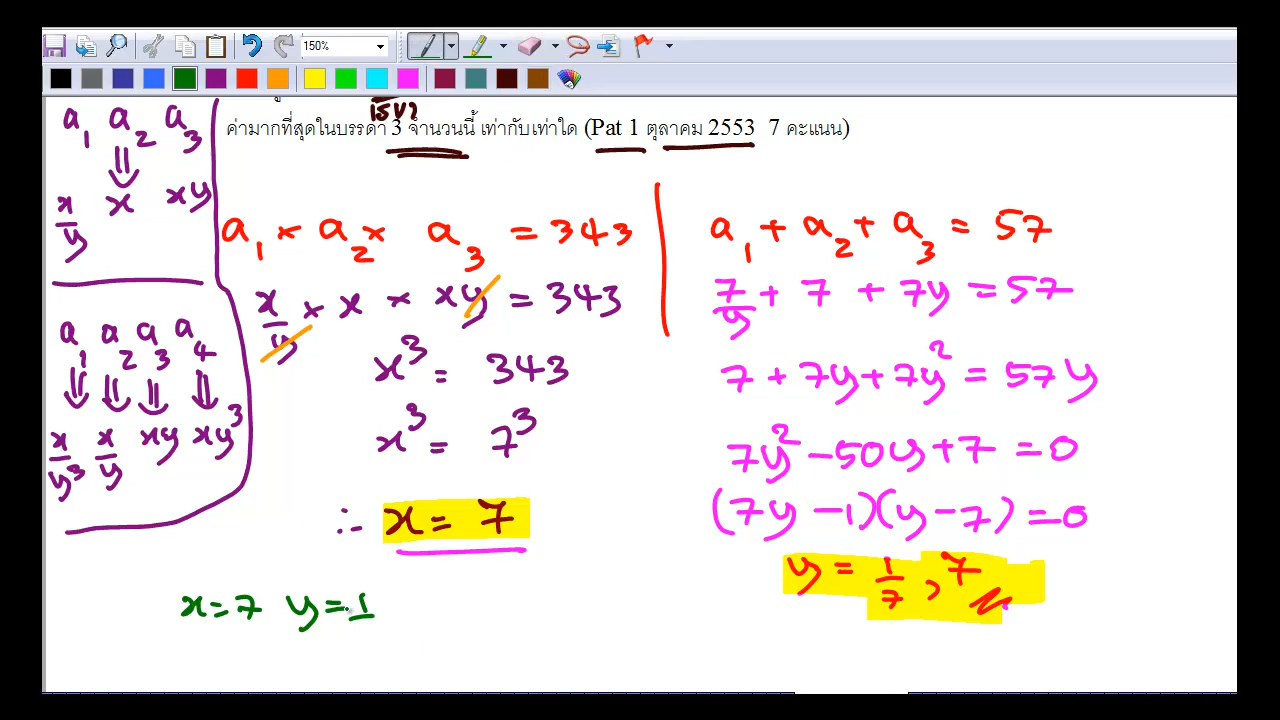 150%
เรขา
ค่ามากที่สุดในบรรดา 3 จำนวนนี้ เท่ากับเท่าใด (Pat 1 ตุลาคม 2553 7 คะแนน)
a₁ a₂ a₃
x/y x xy
a₁ a₂ a₃ a₄
x/y³ x/y xy xy³
a₁ × a₂ × a₃ = 343
x/y × x × xy = 343
x³ = 343
x³ = 7³
∴ x = 7
x = 7 y = 1
a₁ + a₂ + a₃ = 57
7/y + 7 + 7y = 57
7 + 7y + 7y² = 57y
7y² - 50y + 7 = 0
(7y - 1)(y - 7) = 0
y = 1/7 , 7